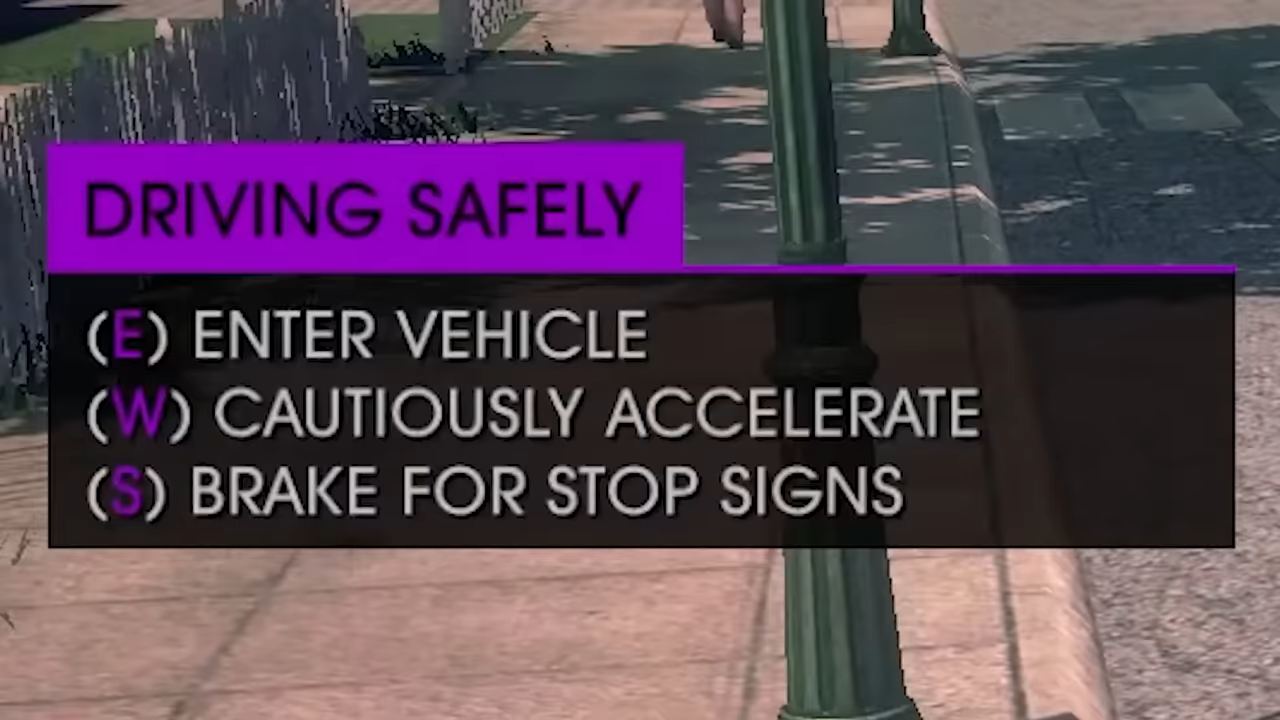 DRIVING SAFELY
(E) ENTER VEHICLE
(W) CAUTIOUSLY ACCELERATE
(S) BRAKE FOR STOP SIGNS